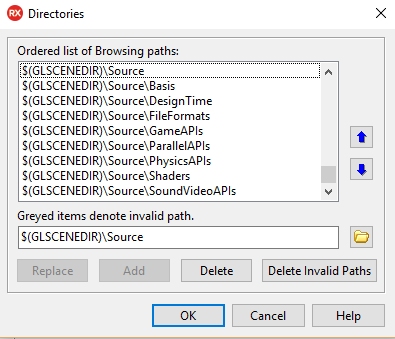 RX Directories
Ordered list of Browsing paths:
$(GLSCENEDIR)\Source
$(GLSCENEDIR)\Source\Basis
$(GLSCENEDIR)\Source\DesignTime
$(GLSCENEDIR)\Source\FileFormats
$(GLSCENEDIR)\Source\GameAPIs
$(GLSCENEDIR)\Source\ParallelAPIs
$(GLSCENEDIR)\Source\PhysicsAPIs
$(GLSCENEDIR)\Source\Shaders
$(GLSCENEDIR)\Source\SoundVideoAPIs
Greyed items denote invalid path.
$(GLSCENEDIR)\Source
Replace Add Delete Delete Invalid Paths
OK Cancel Help